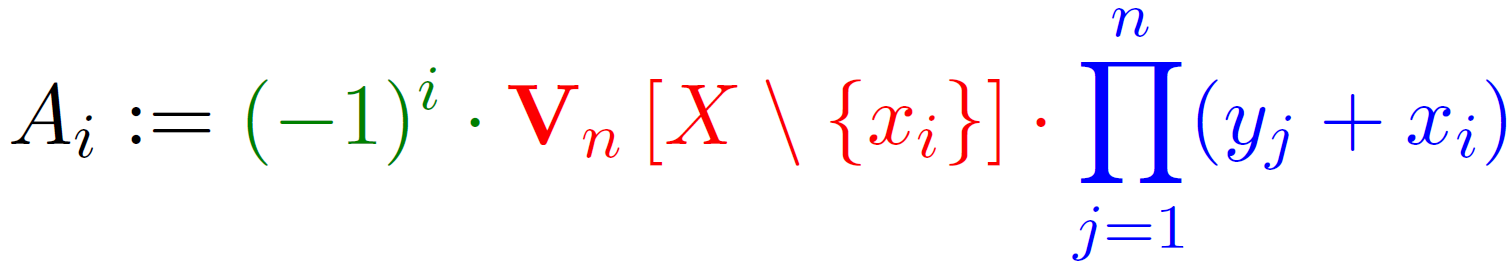 A_i := (-1)^i · V_n [X \ {x_i}] · ∏_{j=1}^{n} (y_j + x_i)